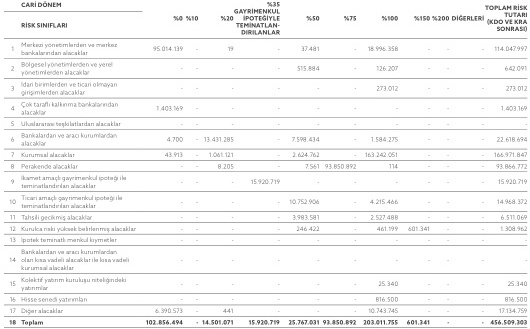 CARİ DÖNEM
RİSK SINIFLARI %0 %10 %20 %35 GAYRİMENKUL İPOTEĞİYLE TEMİNATLAN- DIRILANLAR %50 %75 %100 %150 %200 DİĞERLERİ TOPLAM RİSK TUTARI (KDO VE KRA SONRASI)
1 Merkezi yönetimlerden ve merkez bankalarından alacaklar 95.014.139 - 19 - 37.481 - 18.996.358 - - - 114.047.997
2 Bölgesel yönetimlerden ve yerel yönetimlerden alacaklar - - - - 515.884 - 126.207 - - - 642.091
3 İdari birimlerden ve ticari olmayan girişimlerden alacaklar - - - - - - 273.012 - - - 273.012
4 Çok taraflı kalkınma bankalarından alacaklar 1.403.169 - - - - - - - - - 1.403.169
5 Uluslararası teşkilatlardan alacaklar - - - - - - - - - - -
6 Bankalardan ve aracı kurumlardan alacaklar 4.700 - 13.431.285 - 7.598.434 - 1.584.275 - - - 22.618.694
7 Kurumsal alacaklar 43.913 - 1.061.121 - 2.624.762 - 163.242.051 - - - 166.971.847
8 Perakende alacaklar - - 8.205 - 7.561 93.850.892 114 - - - 93.866.772
9 İkamet amaçlı gayrimenkul ipoteği ile teminatlandırılan alacaklar - - - 15.920.719 - - - - - - 15.920.719
10 Ticari amaçlı gayrimenkul ipoteği ile teminatlandırılan alacaklar - - - - 10.752.906 - 4.215.466 - - - 14.968.372
11 Tahsili gecikmiş alacaklar - - - - 3.983.581 - 2.527.488 - - - 6.511.069
12 Kurulca riski yüksek belirlenmiş alacaklar - - - - 246.422 - 461.199 601.341 - - 1.308.962
13 İpotek teminatlı menkul kıymetler - - - - - - - - - - -
14 Bankalardan ve aracı kurumlardan olan kısa vadeli alacaklar ile kısa vadeli kurumsal alacaklar - - - - - - - - - - -
15 Kolektif yatırım kuruluşu niteliğindeki yatırımlar - - - - - - 25.340 - - - 25.340
16 Hisse senedi yatırımları - - - - - - 816.500 - - - 816.500
17 Diğer alacaklar 6.390.573 - 441 - - - 10.743.745 - - - 17.134.759
18 Toplam 102.856.494 - 14.501.071 15.920.719 25.767.031 93.850.892 203.011.755 601.341 - - 456.509.303